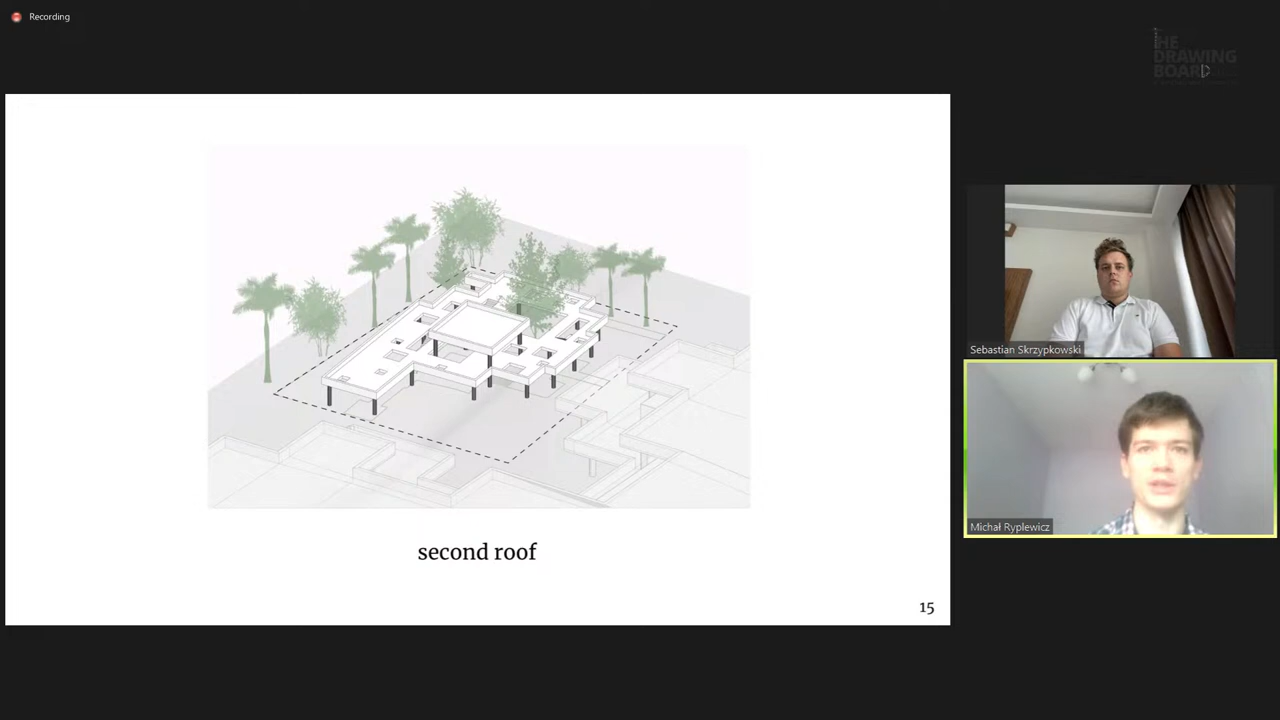 Recording
THE
DRAWING
BOARD
second roof
15
Sebastian Skrzypkowski
Michał Ryplewicz